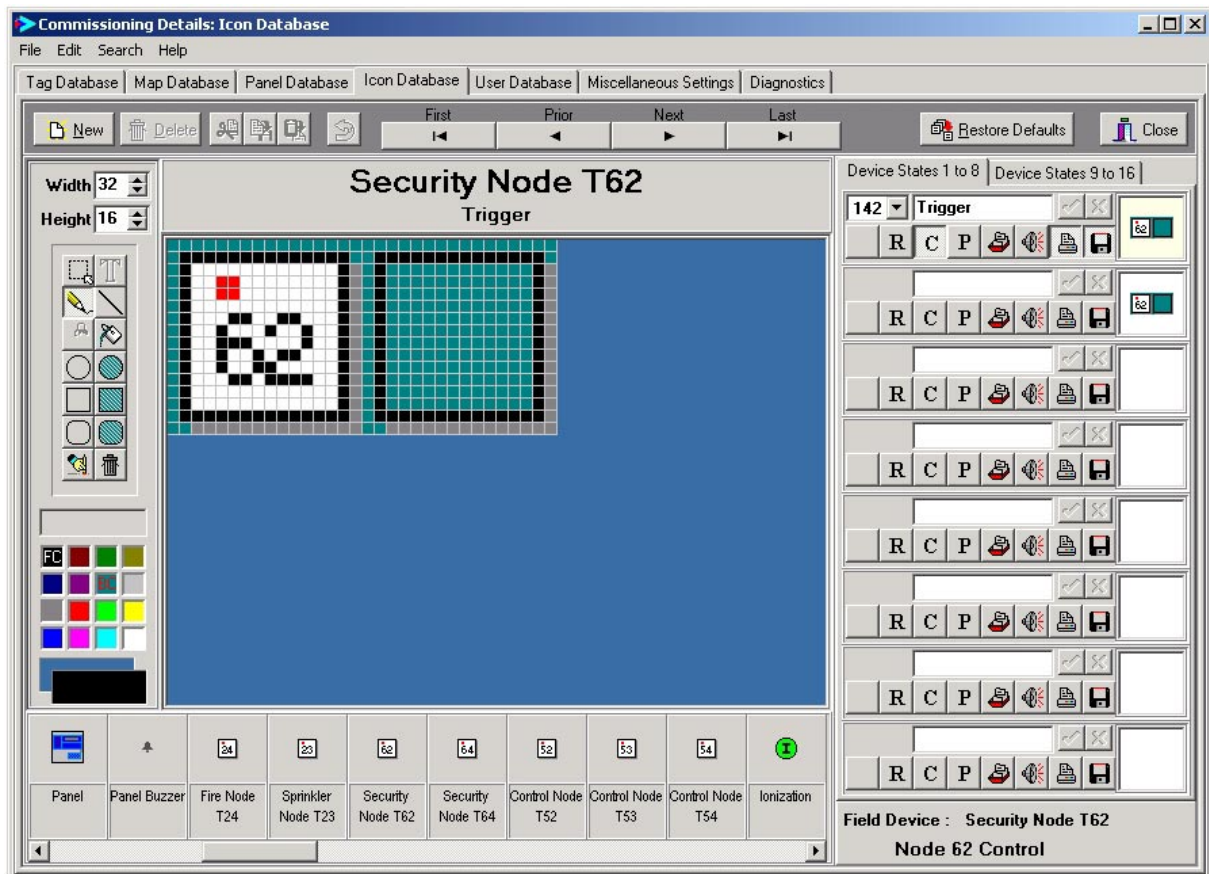 Commissioning Details: Icon Database
File Edit Search Help
Tag Database Map Database Panel Database Icon Database User Database Miscellaneous Settings Diagnostics
New Delete First Prior Next Last Restore Defaults Close
Width 32
Height 16
Security Node T62
Trigger
62
FC
BC
Device States 1 to 8 Device States 9 to 16
142 Trigger
R C P
62
R C P
62
R C P
R C P
R C P
R C P
R C P
R C P
24 23 62 64 52 53 54 I
Panel Panel Buzzer Fire Node T24 Sprinkler Node T23 Security Node T62 Security Node T64 Control Node T52 Control Node T53 Control Node T54 Ionization
Field Device : Security Node T62
Node 62 Control